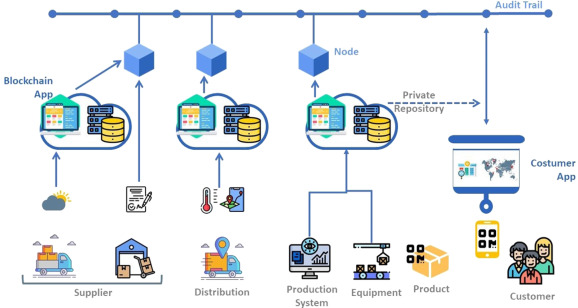 Audit Trail
Node
Blockchain
App
Private
Repository
Costumer
App
Supplier
Distribution
Production
System
Equipment
Product
Customer